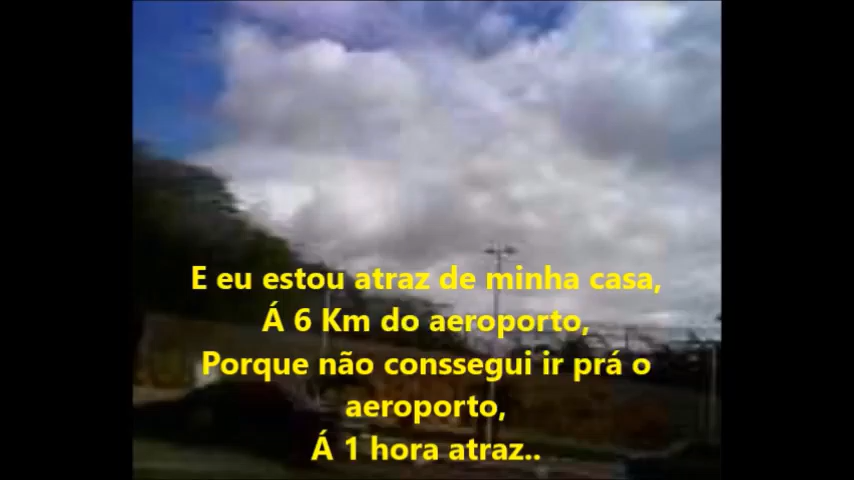 E eu estou atraz de minha casa,
Á 6 Km do aeroporto,
Porque não conssegui ir prá o
aeroporto,
Á 1 hora atraz..